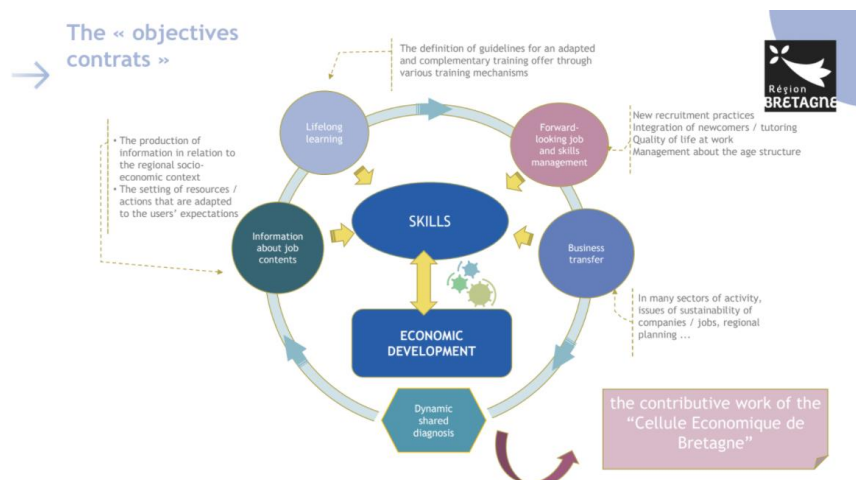 The « objectives
contrats »
The definition of guidelines for an adapted
and complementary training offer through
various training mechanisms
Région
BRETAGNE
Lifelong
learning
Forward-
looking job
and skills
management
New recruitment practices
Integration of newcomers / tutoring
Quality of life at work
Management about the age structure
• The production of
information in relation to
the regional socio-
economic context
• The setting of resources /
actions that are adapted
to the users' expectations
Information
about job
contents
SKILLS
Business
transfer
In many sectors of activity,
issues of sustainability of
companies / jobs, regional
planning ...
ECONOMIC
DEVELOPMENT
Dynamic
shared
diagnosis
the contributive work of the
“Cellule Economique de
Bretagne”